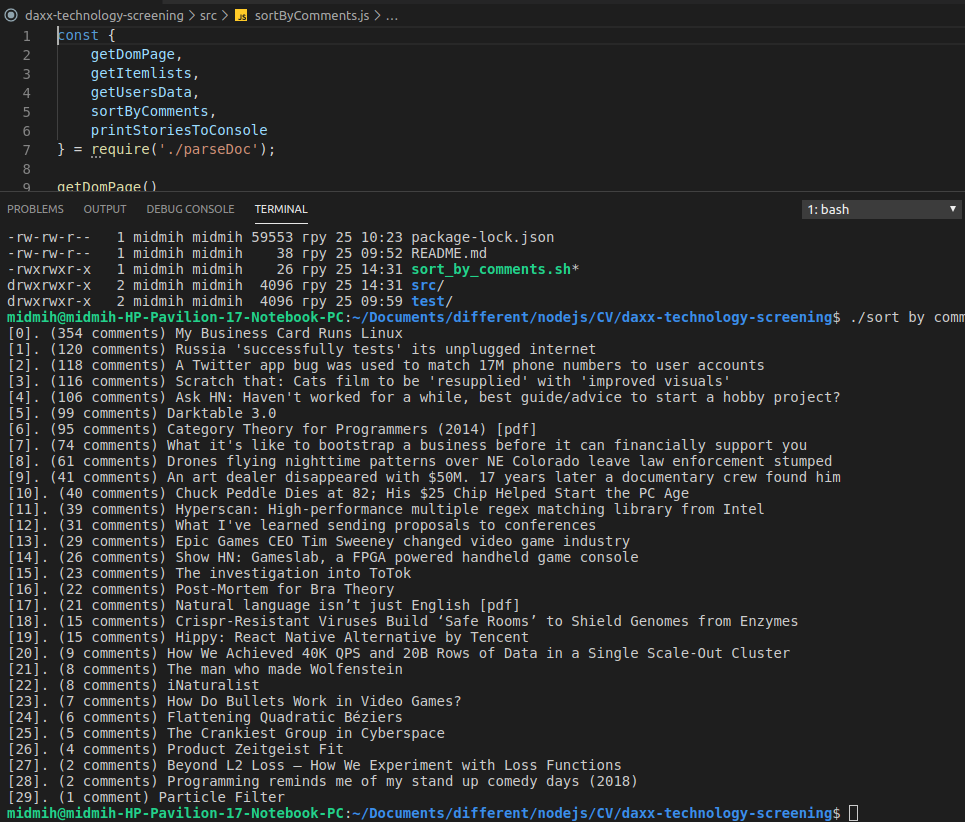 daxx-technology-screening > src > JS sortByComments.js > ...
1 const {
2 getDomPage,
3 getItemlists,
4 getUsersData,
5 sortByComments,
6 printStoriesToConsole
7 } = require('./parseDoc');
8
9 getDomPage()
PROBLEMS OUTPUT DEBUG CONSOLE TERMINAL 1: bash
-rw-rw-r-- 1 midmih midmih 59553 гру 25 10:23 package-lock.json
-rw-rw-r-- 1 midmih midmih 38 гру 25 09:52 README.md
-rwxrwxr-x 1 midmih midmih 26 гру 25 14:31 sort_by_comments.sh*
drwxrwxr-x 2 midmih midmih 4096 гру 25 14:31 src/
drwxrwxr-x 2 midmih midmih 4096 гру 25 09:59 test/
midmih@midmih-HP-Pavilion-17-Notebook-PC:~/Documents/different/nodejs/CV/daxx-technology-screening$ ./sort by comm
[0]. (354 comments) My Business Card Runs Linux
[1]. (120 comments) Russia 'successfully tests' its unplugged internet
[2]. (118 comments) A Twitter app bug was used to match 17M phone numbers to user accounts
[3]. (116 comments) Scratch that: Cats film to be 'resupplied' with 'improved visuals'
[4]. (106 comments) Ask HN: Haven't worked for a while, best guide/advice to start a hobby project?
[5]. (99 comments) Darktable 3.0
[6]. (95 comments) Category Theory for Programmers (2014) [pdf]
[7]. (74 comments) What it's like to bootstrap a business before it can financially support you
[8]. (61 comments) Drones flying nighttime patterns over NE Colorado leave law enforcement stumped
[9]. (41 comments) An art dealer disappeared with $50M. 17 years later a documentary crew found him
[10]. (40 comments) Chuck Peddle Dies at 82; His $25 Chip Helped Start the PC Age
[11]. (39 comments) Hyperscan: High-performance multiple regex matching library from Intel
[12]. (31 comments) What I've learned sending proposals to conferences
[13]. (29 comments) Epic Games CEO Tim Sweeney changed video game industry
[14]. (26 comments) Show HN: Gameslab, a FPGA powered handheld game console
[15]. (23 comments) The investigation into ToTok
[16]. (22 comments) Post-Mortem for Bra Theory
[17]. (21 comments) Natural language isn’t just English [pdf]
[18]. (15 comments) Crispr-Resistant Viruses Build ‘Safe Rooms’ to Shield Genomes from Enzymes
[19]. (15 comments) Hippy: React Native Alternative by Tencent
[20]. (9 comments) How We Achieved 40K QPS and 20B Rows of Data in a Single Scale-Out Cluster
[21]. (8 comments) The man who made Wolfenstein
[22]. (8 comments) iNaturalist
[23]. (7 comments) How Do Bullets Work in Video Games?
[24]. (6 comments) Flattening Quadratic Béziers
[25]. (5 comments) The Crankiest Group in Cyberspace
[26]. (4 comments) Product Zeitgeist Fit
[27]. (2 comments) Beyond L2 Loss — How We Experiment with Loss Functions
[28]. (2 comments) Programming reminds me of my stand up comedy days (2018)
[29]. (1 comment) Particle Filter
midmih@midmih-HP-Pavilion-17-Notebook-PC:~/Documents/different/nodejs/CV/daxx-technology-screening$